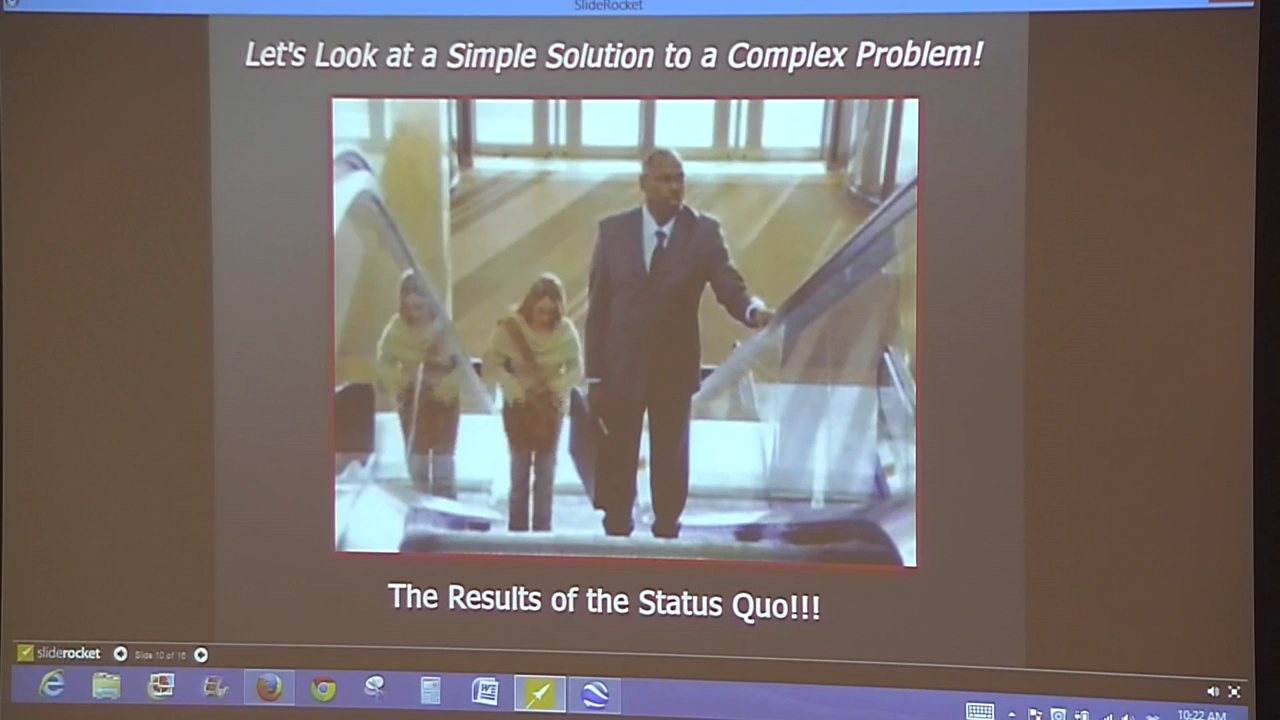 SlideRocket
Let's Look at a Simple Solution to a Complex Problem!
The Results of the Status Quo!!!
sliderocket
Slide 10 of 16
10:22 AM